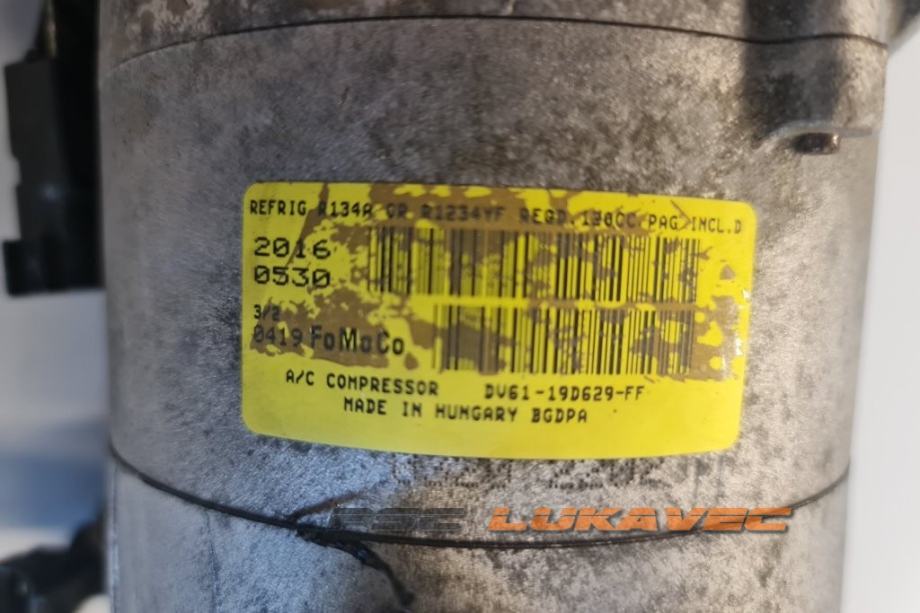 REFRIG R134A OR R1234YF REQD.130CC PAG INCL.D
2016
0530
3/2
0419 FoMoCo
A/C COMPRESSOR DV61-19D629-FF
MADE IN HUNGARY BGDPA
LUKAVEC